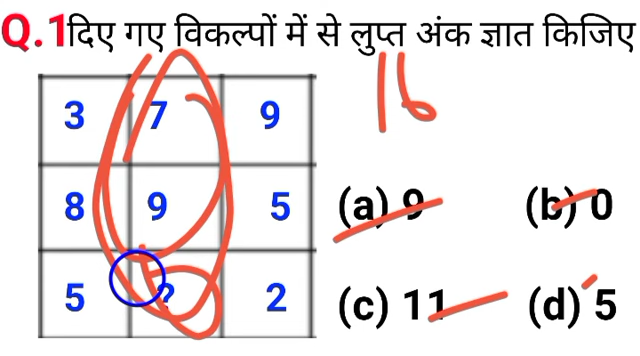 Q.1दिए गए विकल्पों में से लुप्त अंक ज्ञात किजिए
16
3 7 9
8 9 5
(a) 9 (b) 0
5 ? 2
(c) 11 (d) 5